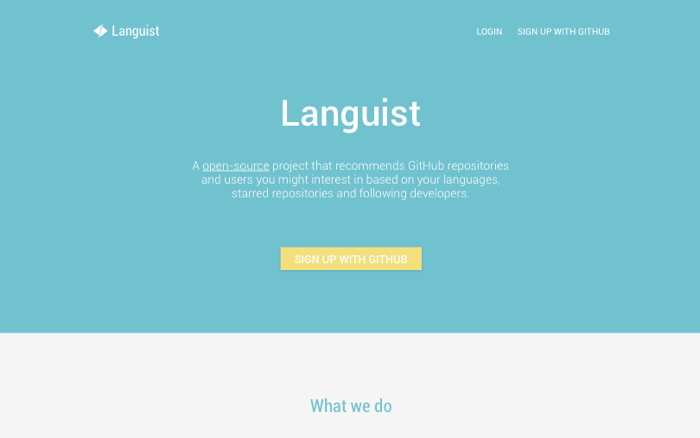 Languist
LOGIN
SIGN UP WITH GITHUB
Languist
A open-source project that recommends GitHub repositories
and users you might interest in based on your languages,
starred repositories and following developers.
SIGN UP WITH GITHUB
What we do